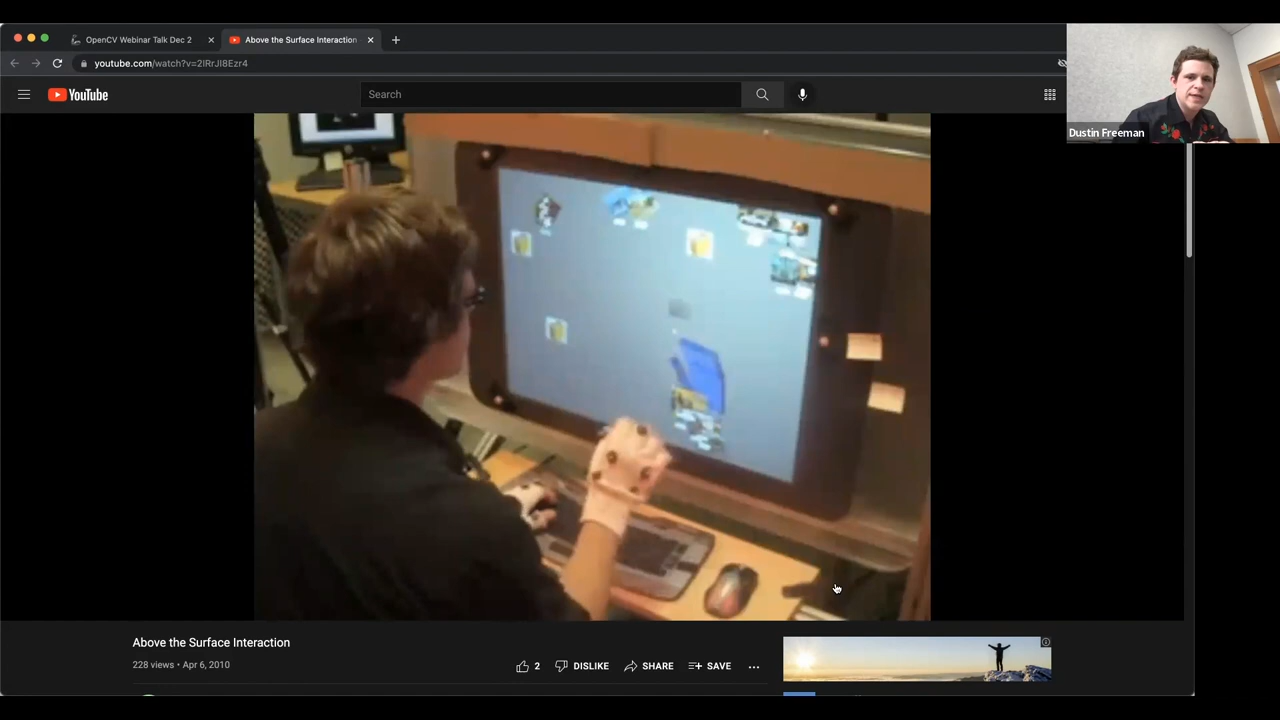 OpenCV Webinar Talk Dec 2
Above the Surface Interaction
youtube.com/watch?v=2IRrJI8Ezr4
YouTube
Search
Dustin Freeman
Above the Surface Interaction
228 views • Apr 6, 2010
2
DISLIKE
SHARE
SAVE